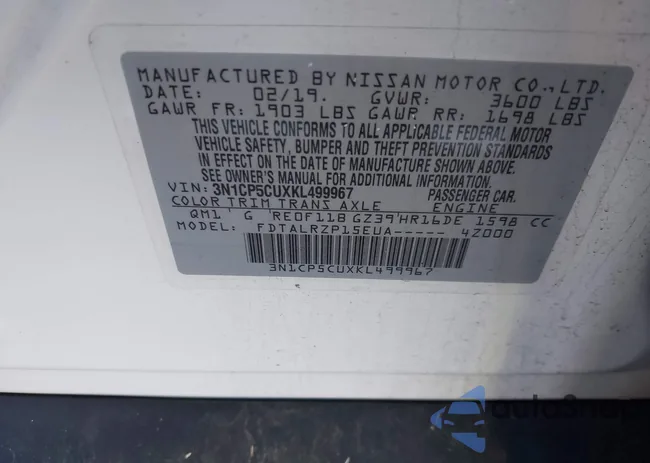 MANUFACTURED BY NISSAN MOTOR CO., LTD.
DATE: 02/19. GVWR: 3600 LBS
GAWR FR: 1903 LBS GAWR RR: 1698 LBS
THIS VEHICLE CONFORMS TO ALL APPLICABLE FEDERAL MOTOR
VEHICLE SAFETY, BUMPER AND THEFT PREVENTION STANDARDS
IN EFFECT ON THE DATE OF MANUFACTURE SHOWN ABOVE.
SEE OWNER'S MANUAL FOR ADDITIONAL INFORMATION.
VIN: 3N1CP5CUXKL499967 PASSENGER CAR.
COLOR TRIM TRANS AXLE ENGINE
QM1' G 'RE0F11B GZ39'HR16DE 1598 CC
MODEL: FDTALRZP15EUA----- 4Z000
3N1CP5CUXKL499967